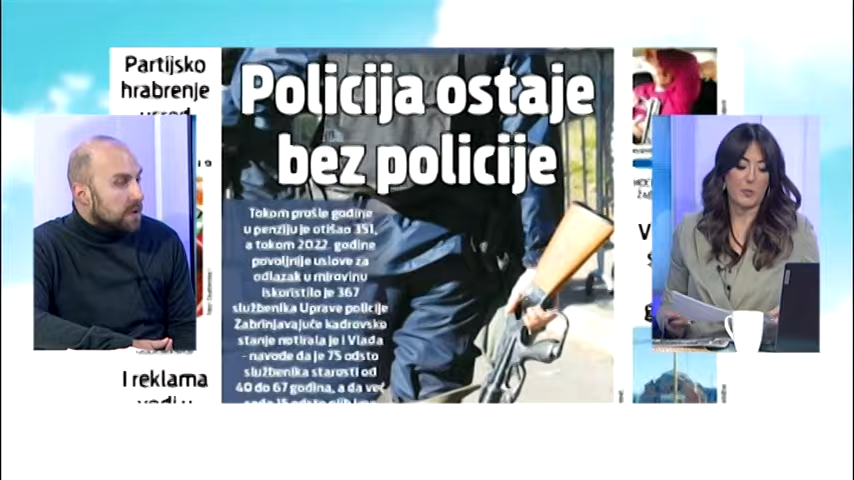 Partijsko
hrabrenje
Policija ostaje
bez policije
Tokom prošle godine
u penziju je otišao 351,
a tokom 2022. godine
povoljnije uslove za
odlazak u mirovinu
iskoristilo je 367
službenika Uprave policije
Zabrinjavajuće kadrovsko
stanje notirala je i Vlada
- navode da je 75 odsto
službenika starosti od
40 do 67 godina, a da već
I reklama